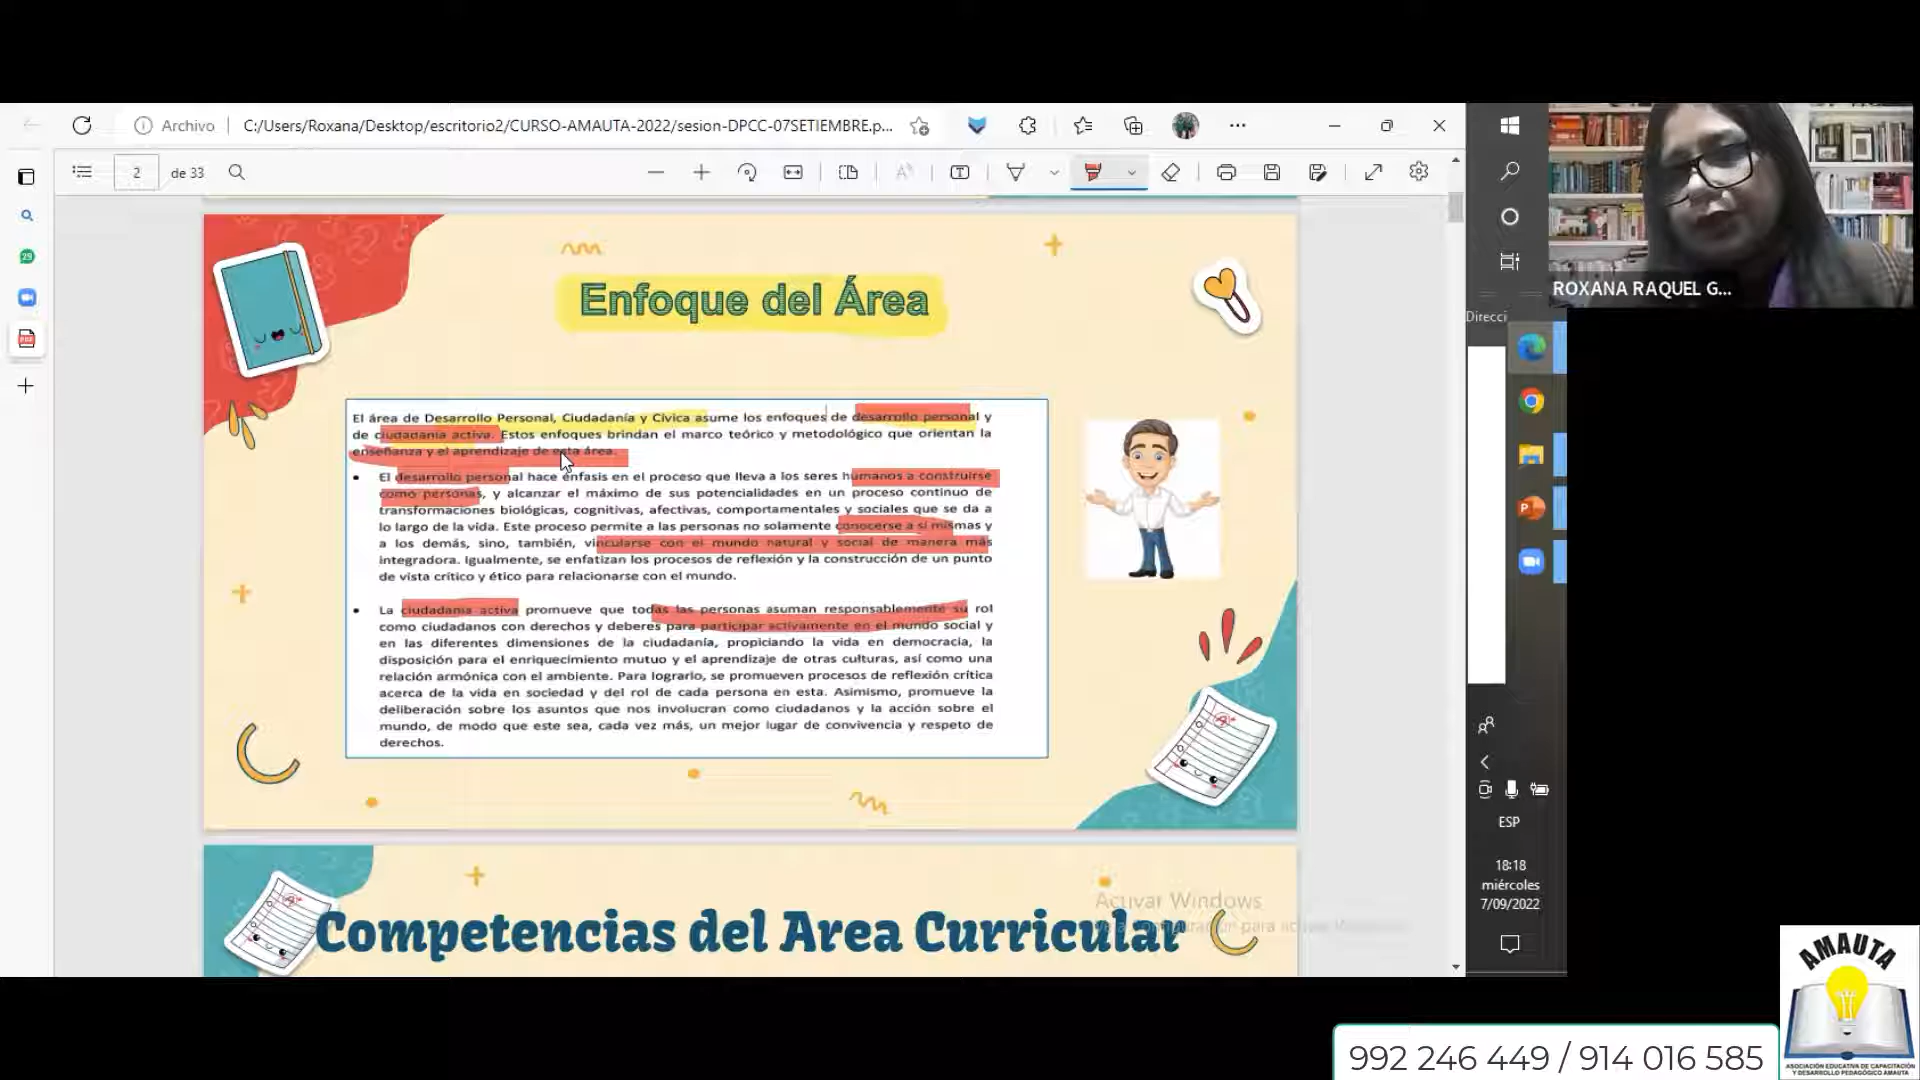 Archivo
C:/Users/Roxana/Desktop/escritorio2/CURSO-AMAUTA-2022/sesion-DPCC-07SETIEMBRE.p...
2 de 33
ROXANA RAQUEL G...
Direcci
Enfoque del Área
El área de Desarrollo Personal, Ciudadanía y Cívica asume los enfoques de desarrollo personal y
de ciudadanía activa. Estos enfoques brindan el marco teórico y metodológico que orientan la
enseñanza y el aprendizaje de esta área.
• El desarrollo personal hace énfasis en el proceso que lleva a los seres humanos a construirse
como personas, y alcanzar el máximo de sus potencialidades en un proceso continuo de
transformaciones biológicas, cognitivas, afectivas, comportamentales y sociales que se da a
lo largo de la vida. Este proceso permite a las personas no solamente conocerse a sí mismas y
a los demás, sino, también, vincularse con el mundo natural y social de manera más
integradora. Igualmente, se enfatizan los procesos de reflexión y la construcción de un punto
de vista crítico y ético para relacionarse con el mundo.
• La ciudadanía activa promueve que todas las personas asuman responsablemente su rol
como ciudadanos con derechos y deberes para participar activamente en el mundo social y
en las diferentes dimensiones de la ciudadanía, propiciando la vida en democracia, la
disposición para el enriquecimiento mutuo y el aprendizaje de otras culturas, así como una
relación armónica con el ambiente. Para lograrlo, se promueven procesos de reflexión crítica
acerca de la vida en sociedad y del rol de cada persona en esta. Asimismo, promueve la
deliberación sobre los asuntos que nos involucran como ciudadanos y la acción sobre el
mundo, de modo que este sea, cada vez más, un mejor lugar de convivencia y respeto de
derechos.
Competencias del Area Curricular
Activar Windows
ESP
18:18
miércoles
7/09/2022
AMAUTA
ASOCIACIÓN EDUCATIVA DE CAPACITACIÓN
Y DESARROLLO PEDAGÓGICO AMAUTA
992 246 449 / 914 016 585